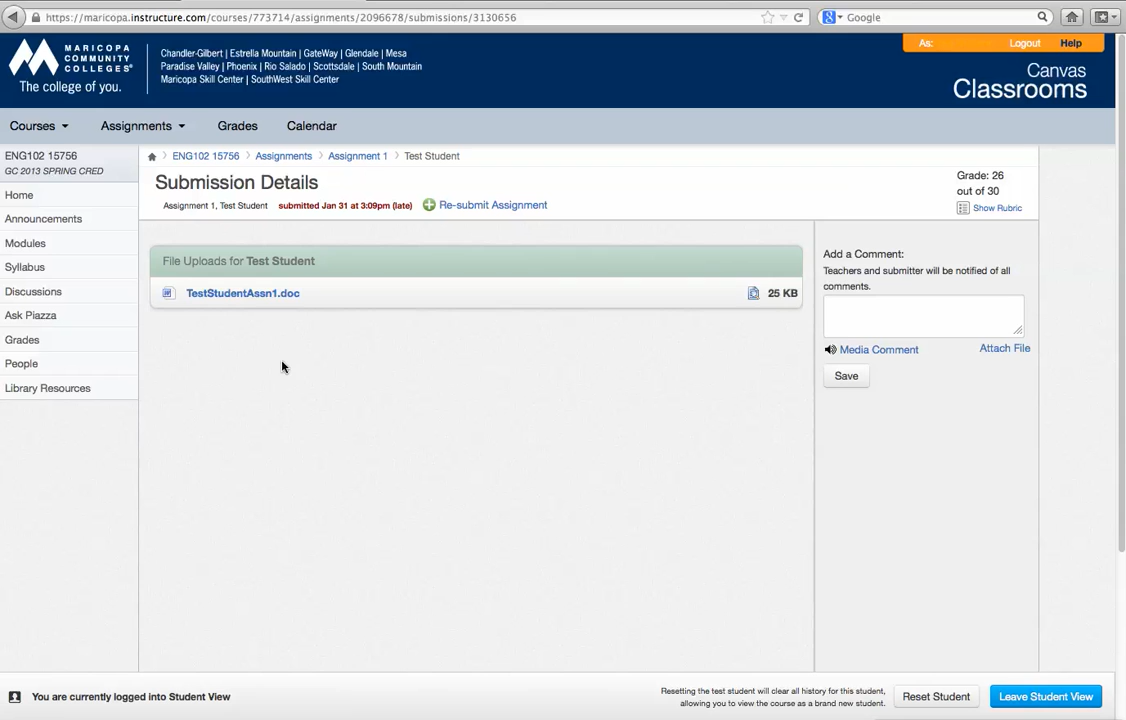 https://maricopa.instructure.com/courses/773714/assignments/2096678/submissions/3130656
Google
MARICOPA
COMMUNITY
COLLEGES
The college of you.
Chandler-Gilbert | Estrella Mountain | GateWay | Glendale | Mesa
Paradise Valley | Phoenix | Rio Salado | Scottsdale | South Mountain
Maricopa Skill Center | SouthWest Skill Center
As: Logout Help
Canvas
Classrooms
Courses Assignments Grades Calendar
ENG102 15756
GC 2013 SPRING CRED
Home
Announcements
Modules
Syllabus
Discussions
Ask Piazza
Grades
People
Library Resources
ENG102 15756 Assignments Assignment 1 Test Student
Submission Details
Assignment 1, Test Student submitted Jan 31 at 3:09pm (late) Re-submit Assignment
Grade: 26
out of 30
Show Rubric
File Uploads for Test Student
TestStudentAssn1.doc 25 KB
Add a Comment:
Teachers and submitter will be notified of all
comments.
Media Comment Attach File
Save
You are currently logged into Student View
Resetting the test student will clear all history for this student,
allowing you to view the course as a brand new student.
Reset Student
Leave Student View